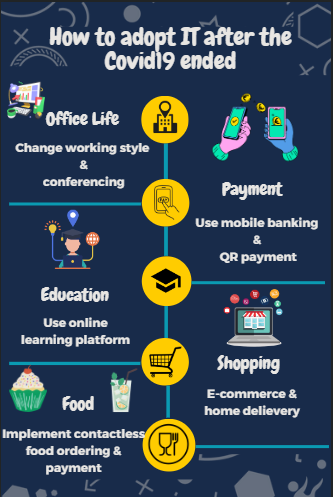 How to adopt IT after the
Covid19 ended
Office Life
Change working style
&
conferencing
Payment
Use mobile banking
&
QR payment
Education
Use online
learning platform
Shopping
E-commerce &
home delievery
Food
Implement contactless
food ordering &
payment